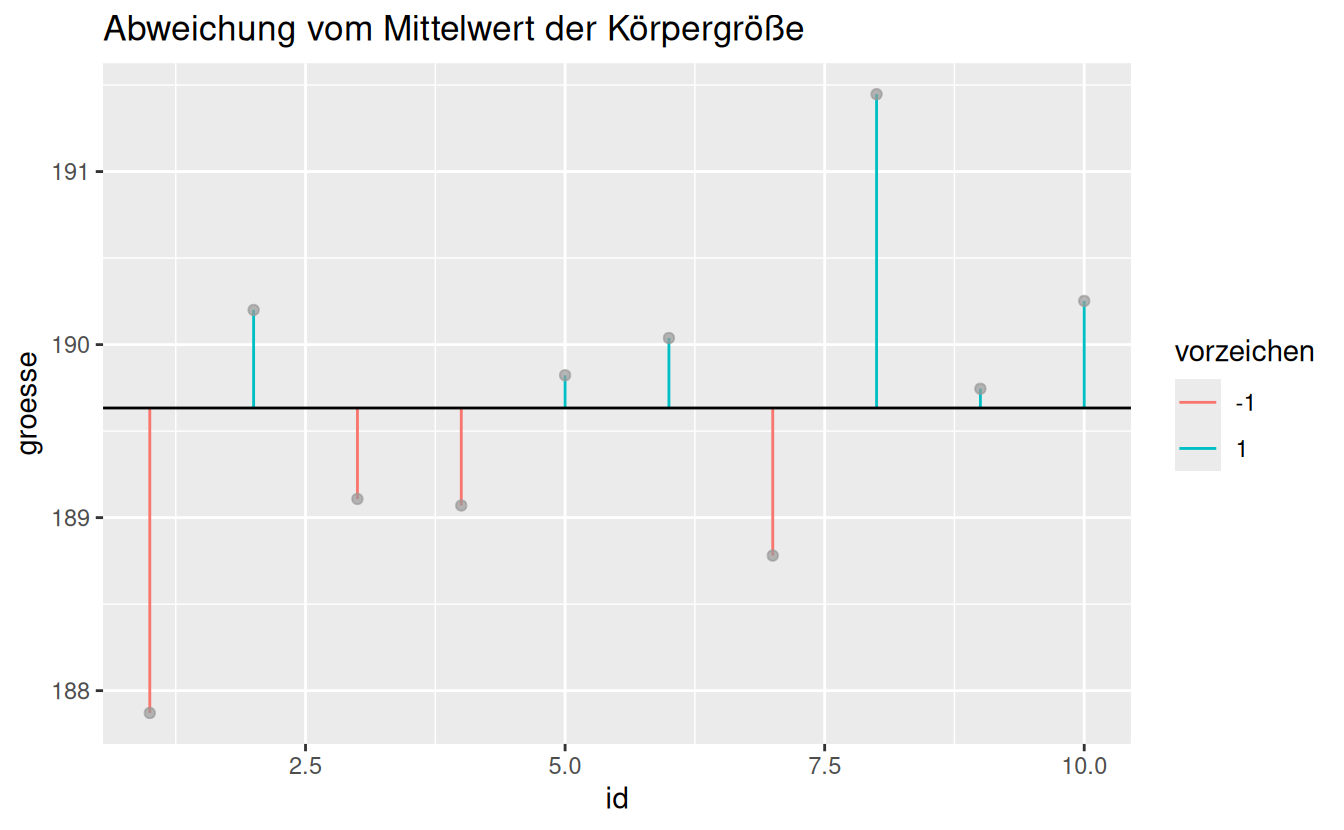 Abweichung vom Mittelwert der Körpergröße
groesse
191
190
189
188
2.5 5.0 7.5 10.0
id
vorzeichen
-1
1